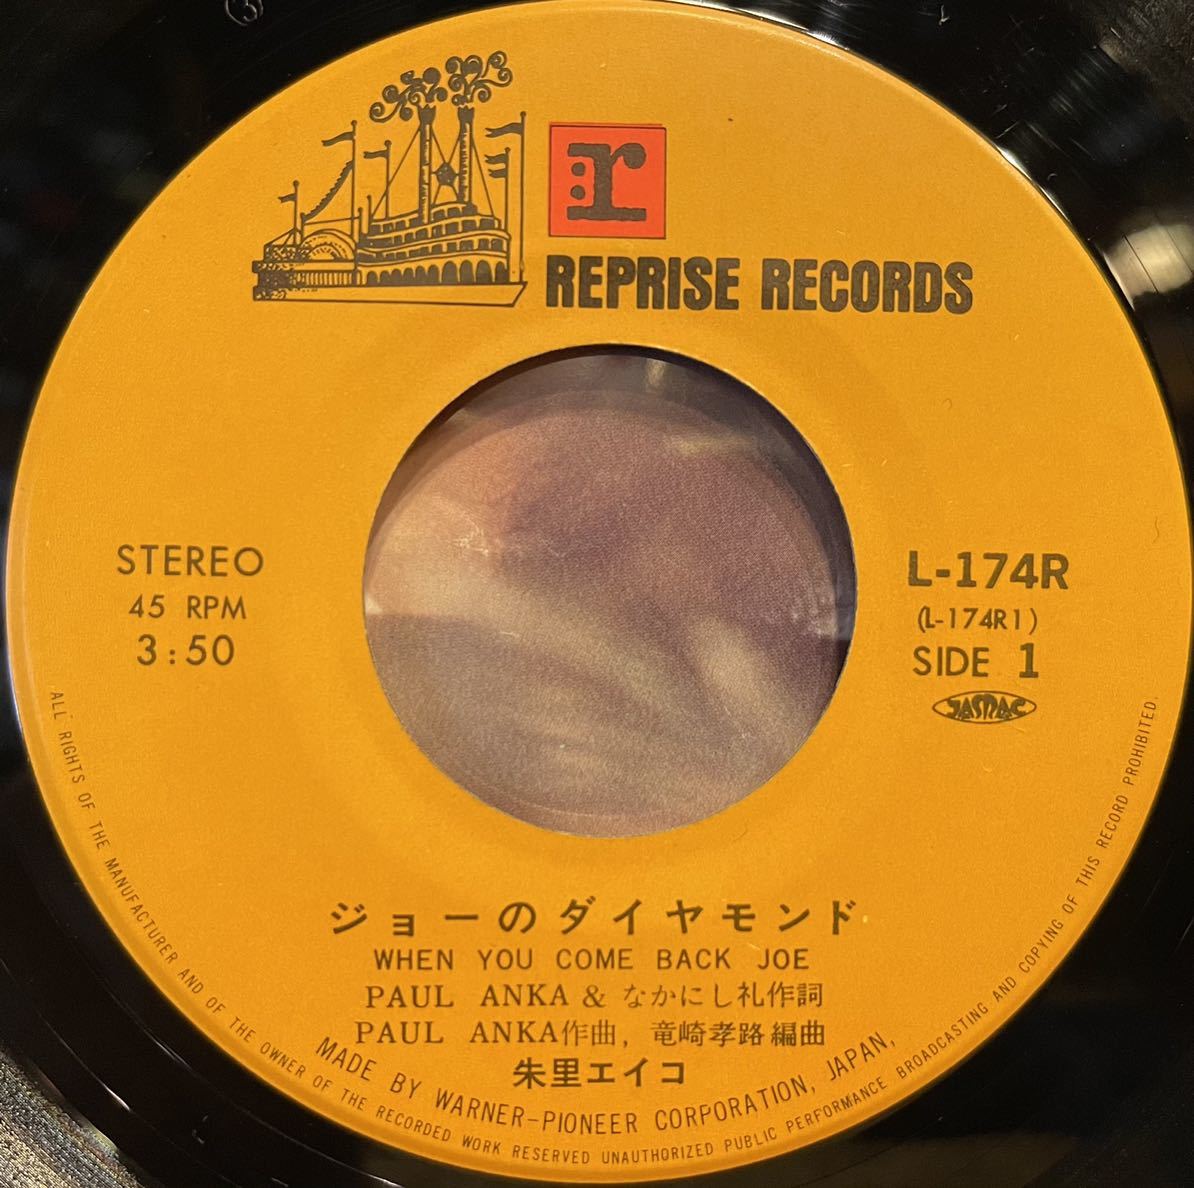 r
REPRISE RECORDS
STEREO
45 RPM
3:50
L-174R
(L-174R1)
SIDE 1
JASRAC
ジョーのダイヤモンド
WHEN YOU COME BACK JOE
PAUL ANKA & なかにし礼作詞
PAUL ANKA作曲, 竜崎孝路編曲
朱里エイコ
MADE BY WARNER-PIONEER CORPORATION, JAPAN,
ALL RIGHTS OF THE MANUFACTURER AND OF THE OWNER OF THE RECORDED WORK RESERVED UNAUTHORIZED PUBLIC PERFORMANCE BROADCASTING AND COPYING OF THIS RECORD PROHIBITED.